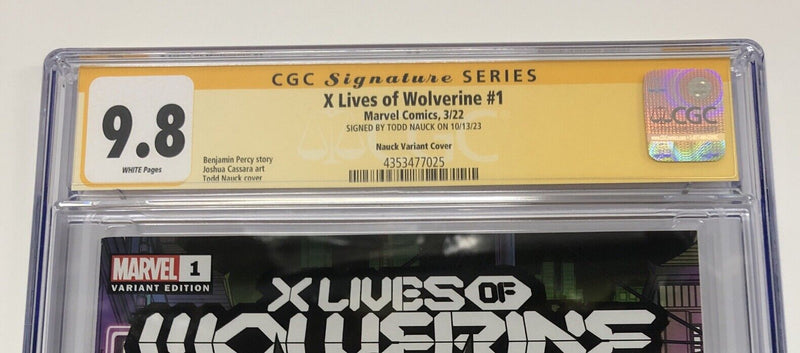 CGC Signature SERIES
X Lives of Wolverine #1
Marvel Comics, 3/22
SIGNED BY TODD NAUCK ON 10/13/23
Nauck Variant Cover
4353477025
9.8
WHITE Pages
Benjamin Percy story
Joshua Cassara art
Todd Nauck cover
CGC
CGC
MARVEL 1
VARIANT EDITION
X LIVES OF
WOLVERINE